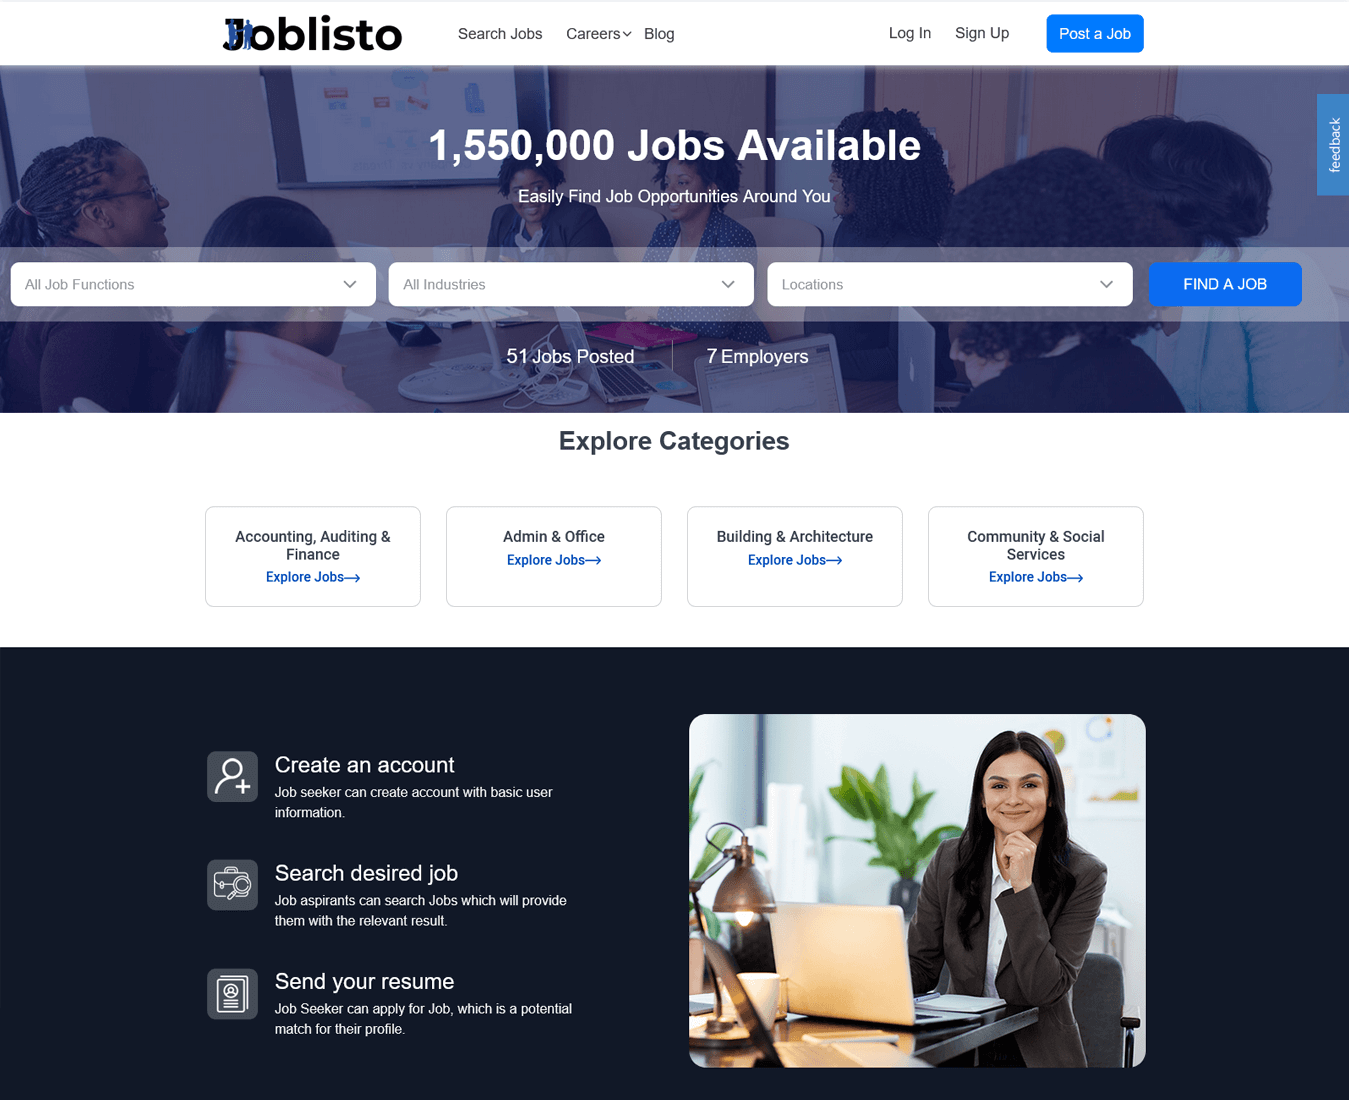 Joblisto
Search Jobs Careers Blog
Log In Sign Up Post a Job
feedback
1,550,000 Jobs Available
Easily Find Job Opportunities Around You
All Job Functions All Industries Locations FIND A JOB
51 Jobs Posted 7 Employers
Explore Categories
Accounting, Auditing &
Finance
Explore Jobs
Admin & Office
Explore Jobs
Building & Architecture
Explore Jobs
Community & Social
Services
Explore Jobs
Create an account
Job seeker can create account with basic user
information.
Search desired job
Job aspirants can search Jobs which will provide
them with the relevant result.
Send your resume
Job Seeker can apply for Job, which is a potential
match for their profile.